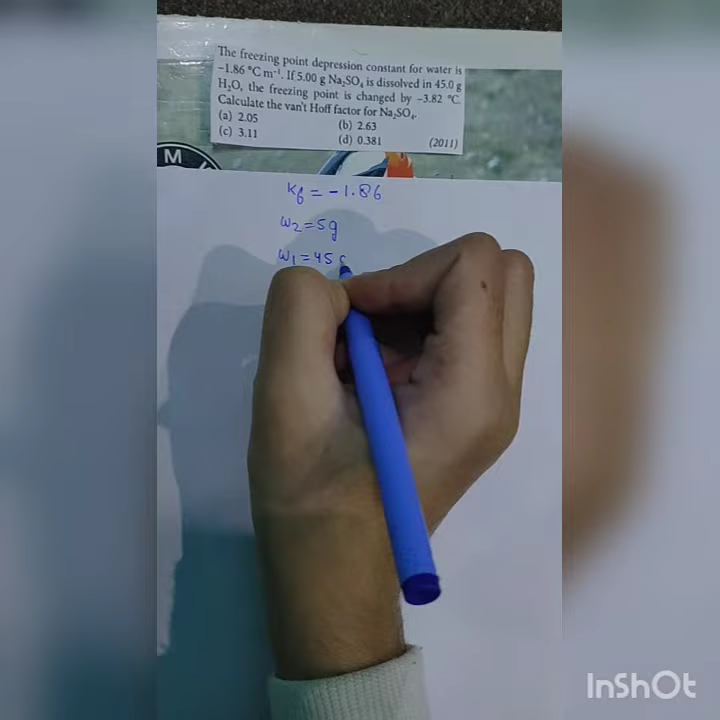 The freezing point depression constant for water is
–1.86 °C m⁻¹. If 5.00 g Na₂SO₄ is dissolved in 45.0 g
H₂O, the freezing point is changed by –3.82 °C.
Calculate the van't Hoff factor for Na₂SO₄.
(a) 2.05 (b) 2.63
(c) 3.11 (d) 0.381 (2011)
M
Kf = -1.86
W₂ = 5g
W₁ = 45
InShOt